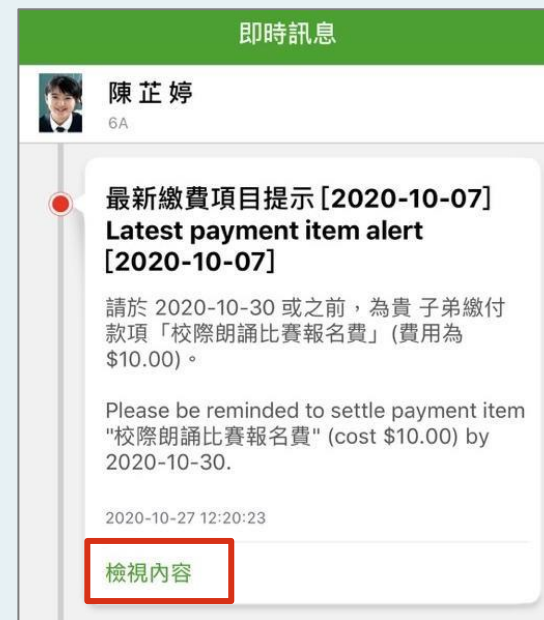 即時訊息
陳芷婷
6A
最新繳費項目提示 [2020-10-07]
Latest payment item alert
[2020-10-07]
請於 2020-10-30 或之前，為貴 子弟繳付
款項「校際朗誦比賽報名費」(費用為
$10.00)。
Please be reminded to settle payment item
"校際朗誦比賽報名費" (cost $10.00) by
2020-10-30.
2020-10-27 12:20:23
檢視內容